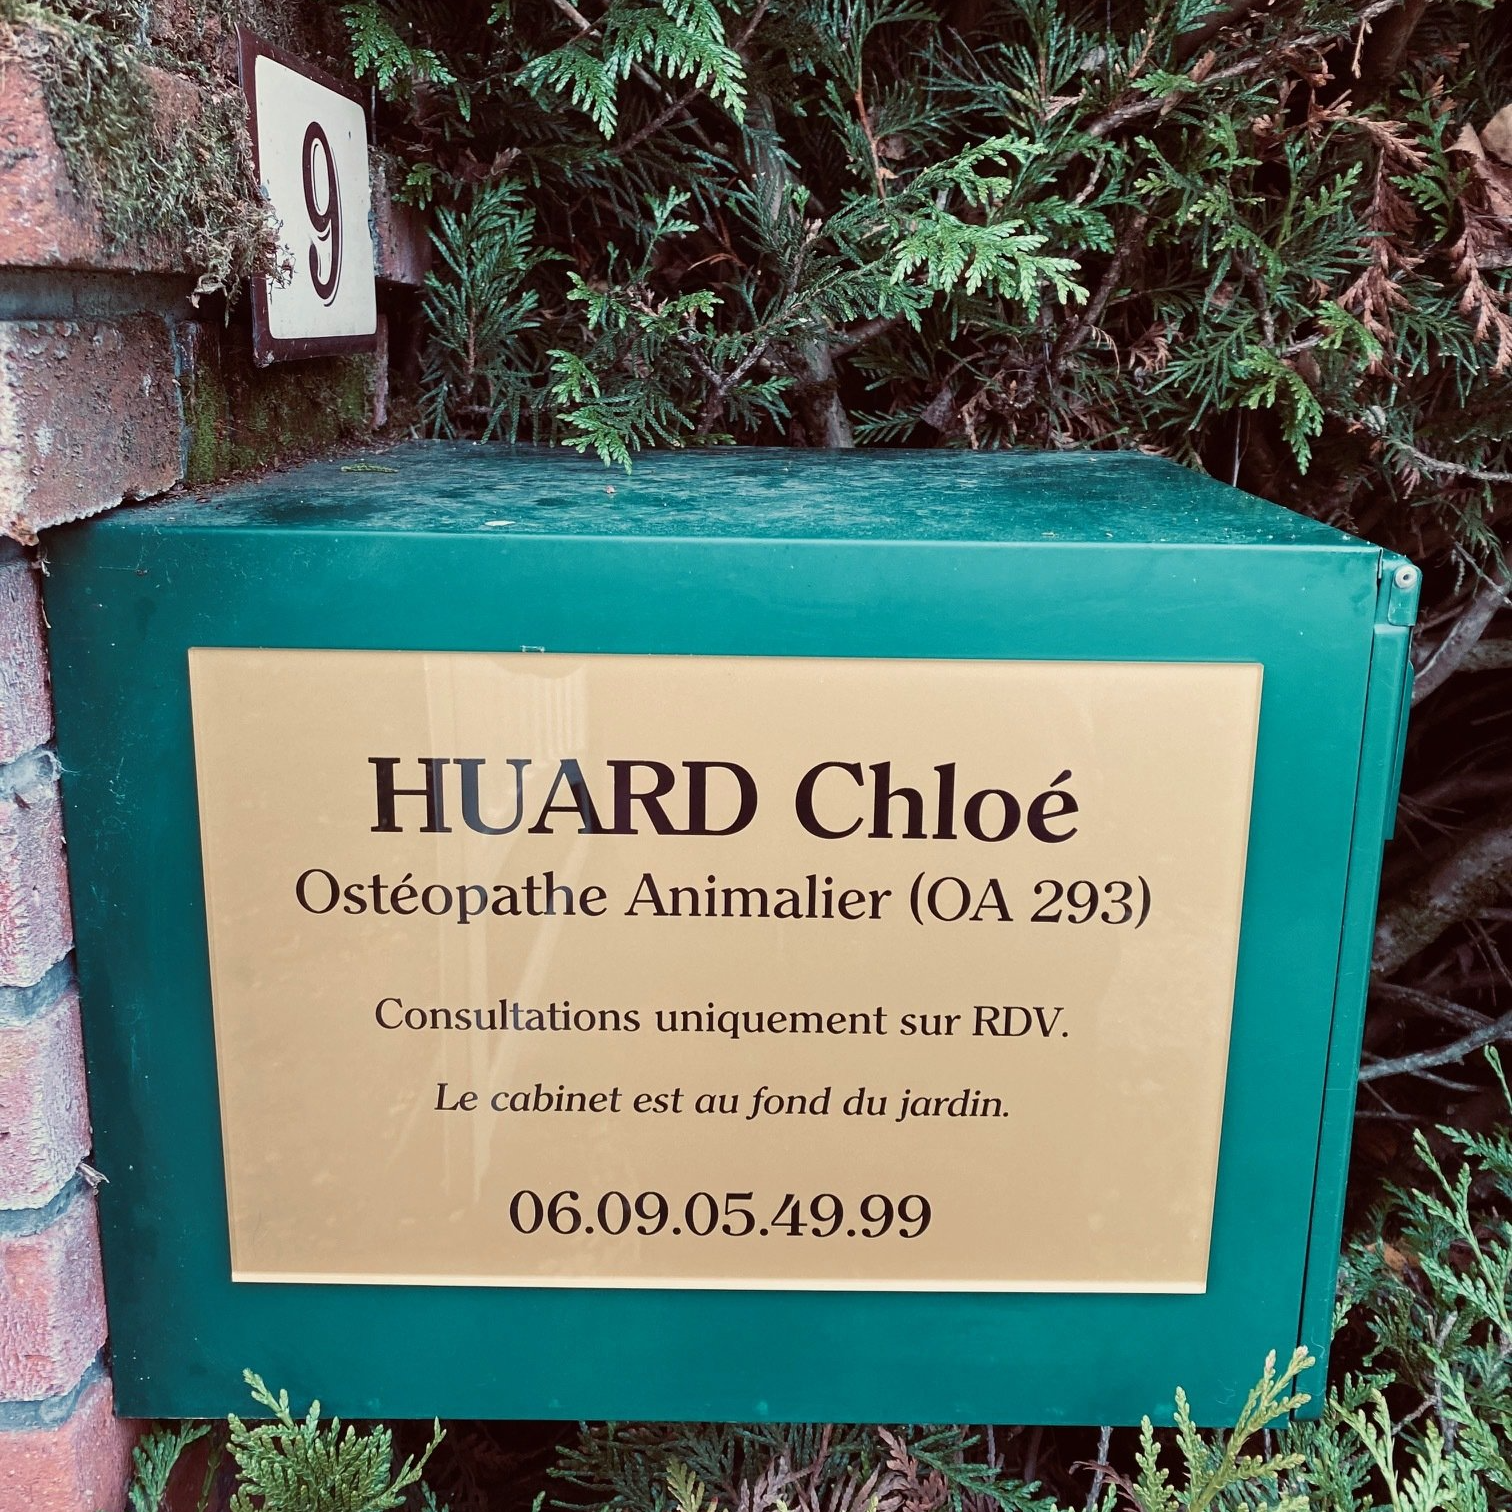 9
HUARD Chloé
Ostéopathe Animalier (OA 293)
Consultations uniquement sur RDV.
Le cabinet est au fond du jardin.
06.09.05.49.99